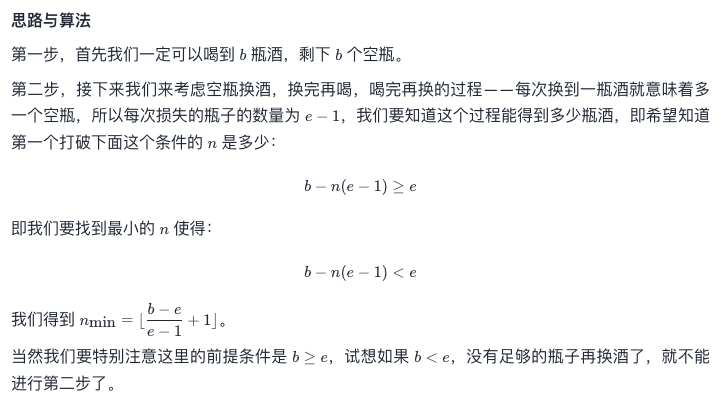 思路与算法
第一步，首先我们一定可以喝到 b 瓶酒，剩下 b 个空瓶。
第二步，接下来我们来考虑空瓶换酒，换完再喝，喝完再换的过程——每次换到一瓶酒就意味着多
一个空瓶，所以每次损失的瓶子的数量为 e − 1，我们要知道这个过程能得到多少瓶酒，即希望知道
第一个打破下面这个条件的 n 是多少：
b − n(e − 1) ≥ e
即我们要找到最小的 n 使得：
b − n(e − 1) < e
我们得到 n_min = ⌊(b − e)/(e − 1) + 1⌋。
当然我们要特别注意这里的前提条件是 b ≥ e，试想如果 b < e，没有足够的瓶子再换酒了，就不能
进行第二步了。